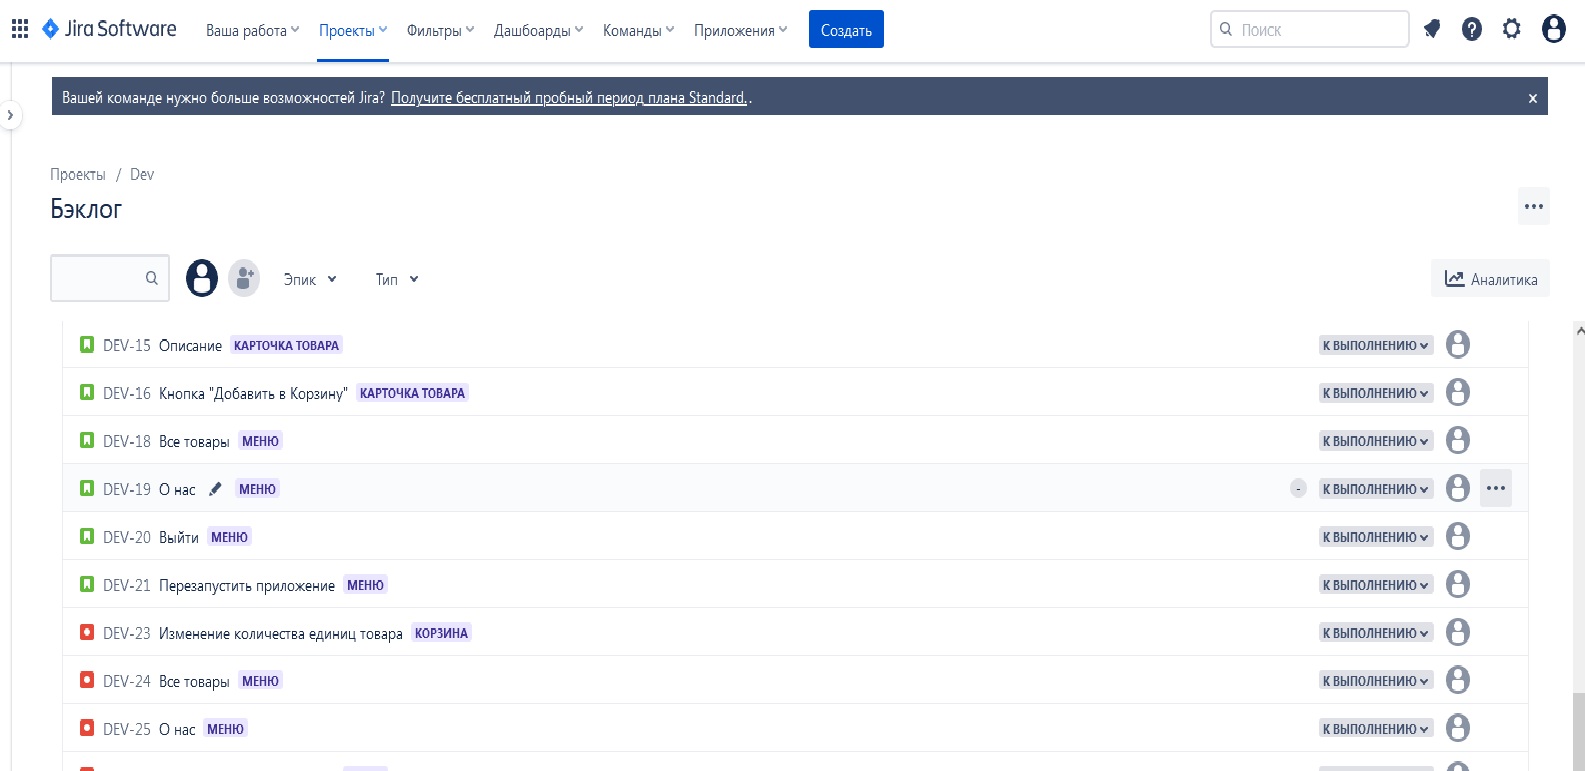 Jira Software Ваша работа Проекты Фильтры Дашборды Команды Приложения Создать Поиск
Вашей команде нужно больше возможностей Jira? Получите бесплатный пробный период плана Standard. . x
Проекты / Dev
Бэклог
Эпик Тип Аналитика
DEV-15 Описание КАРТОЧКА ТОВАРА К ВЫПОЛНЕНИЮ
DEV-16 Кнопка "Добавить в Корзину" КАРТОЧКА ТОВАРА К ВЫПОЛНЕНИЮ
DEV-18 Все товары МЕНЮ К ВЫПОЛНЕНИЮ
DEV-19 О нас МЕНЮ - К ВЫПОЛНЕНИЮ
DEV-20 Выйти МЕНЮ К ВЫПОЛНЕНИЮ
DEV-21 Перезапустить приложение МЕНЮ К ВЫПОЛНЕНИЮ
DEV-23 Изменение количества единиц товара КОРЗИНА К ВЫПОЛНЕНИЮ
DEV-24 Все товары МЕНЮ К ВЫПОЛНЕНИЮ
DEV-25 О нас МЕНЮ К ВЫПОЛНЕНИЮ